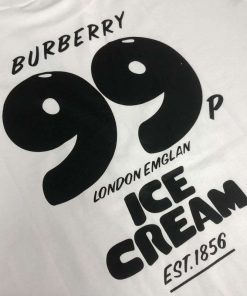 BURBERRY
99P
LONDON EMGLAN
ICE
CREAM
EST.1856